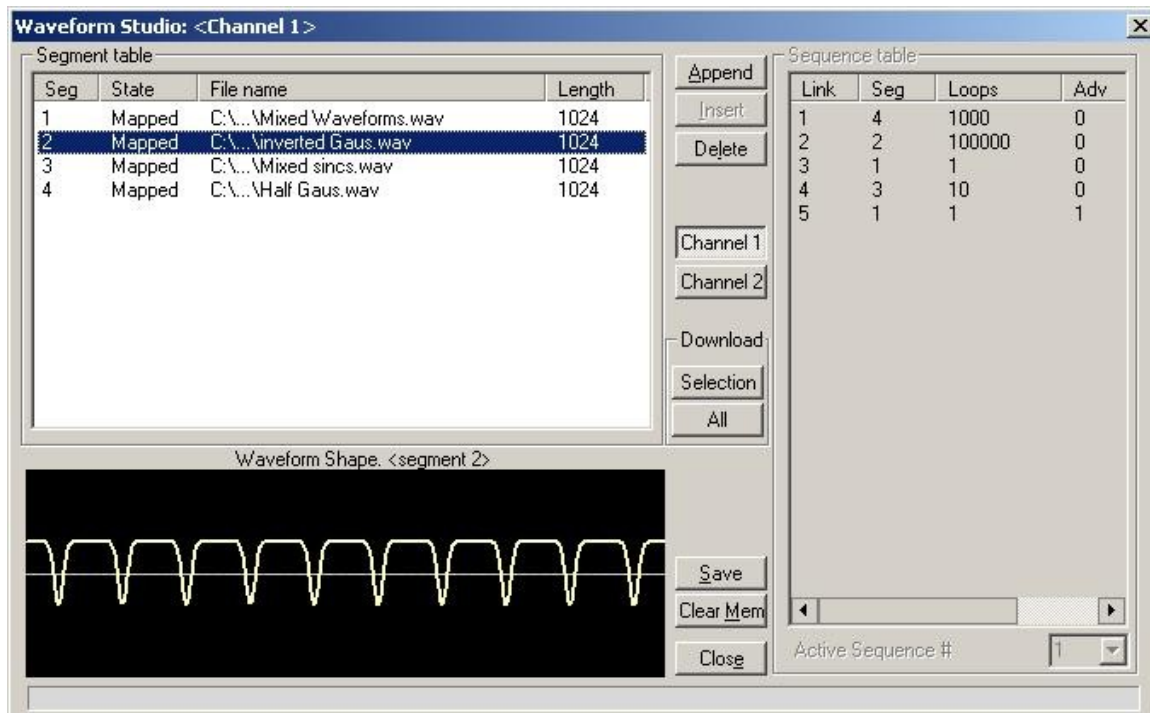 Waveform Studio: <Channel 1>
Segment table
Seg State File name Length
1 Mapped C:\...\Mixed Waveforms.wav 1024
2 Mapped C:\...\inverted Gaus.wav 1024
3 Mapped C:\...\Mixed sincs.wav 1024
4 Mapped C:\...\Half Gaus.wav 1024
Append
Insert
Delete
Channel 1
Channel 2
Download
Selection
All
Sequence table
Link Seg Loops Adv
1 4 1000 0
2 2 100000 0
3 1 1 0
4 3 10 0
5 1 1 1
Waveform Shape. <segment 2>
Save
Clear Mem
Close
Active Sequence # 1